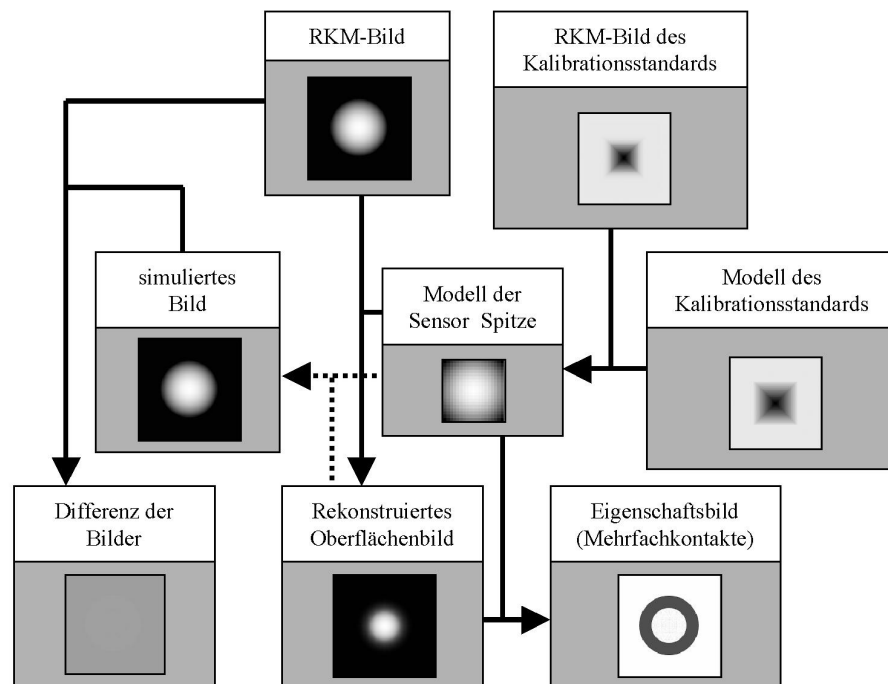 RKM-Bild
RKM-Bild des
Kalibrationsstandards
simuliertes
Bild
Modell der
Sensor Spitze
Modell des
Kalibrationsstandards
Differenz der
Bilder
Rekonstruiertes
Oberflächenbild
Eigenschaftsbild
(Mehrfachkontakte)